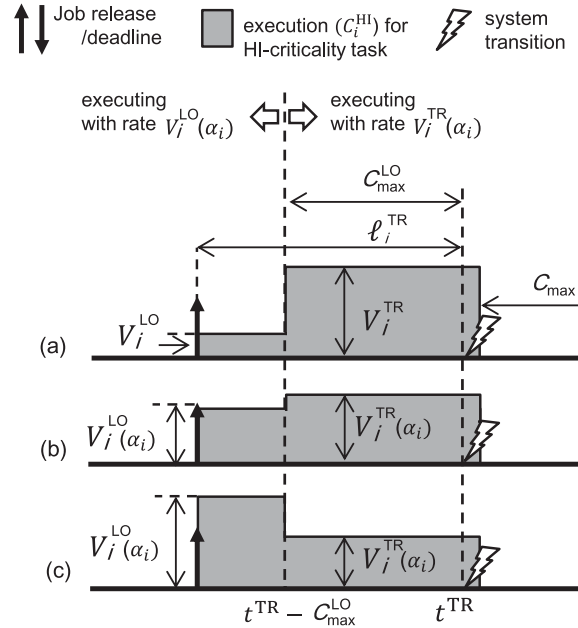 Job release
/deadline
execution (C_i^HI) for
HI-criticality task
system
transition
executing
with rate V_i^LO(α_i)
executing
with rate V_i^TR(α_i)
C_max^LO
ℓ_i^TR
C_max
V_i^LO
V_i^TR
(a)
V_i^LO(α_i)
V_i^TR(α_i)
(b)
V_i^LO(α_i)
V_i^TR(α_i)
(c)
t^TR − C_max^LO
t^TR